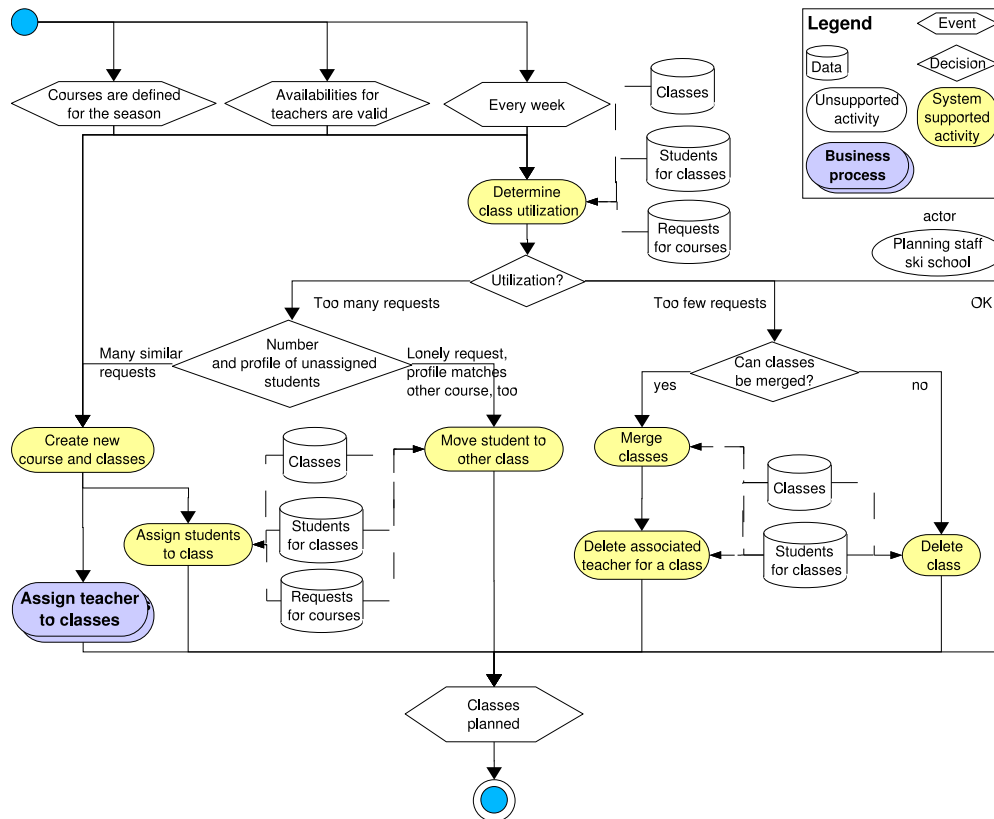 Legend
Event
Data
Decision
Unsupported
activity
System
supported
activity
Business
process
actor
Planning staff
ski school
Courses are defined
for the season
Availabilities for
teachers are valid
Every week
Classes
Students
for classes
Requests
for courses
Determine
class utilization
Utilization?
Too many requests
Too few requests
OK
Number
and profile of unassigned
students
Many similar
requests
Lonely request,
profile matches
other course, too
Can classes
be merged?
yes
no
Create new
course and classes
Classes
Move student to
other class
Merge
classes
Classes
Assign students
to class
Students
for classes
Delete associated
teacher for a class
Students
for classes
Delete
class
Requests
for courses
Assign teacher
to classes
Classes
planned